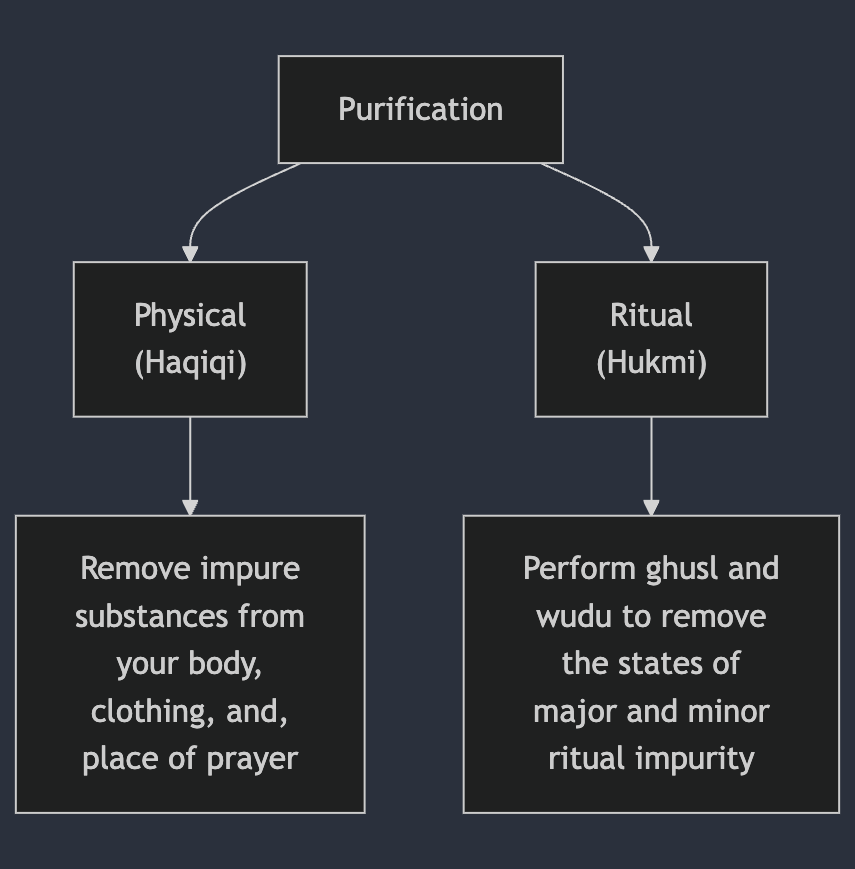 Purification
Physical
(Haqiqi)
Ritual
(Hukmi)
Remove impure
substances from
your body,
clothing, and,
place of prayer
Perform ghusl and
wudu to remove
the states of
major and minor
ritual impurity